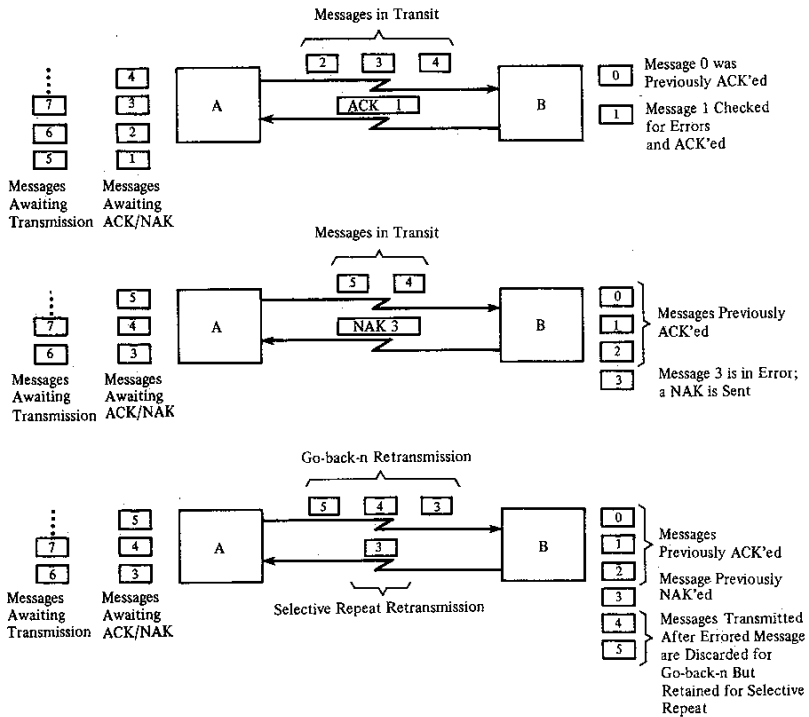 Messages in Transit
2 3 4
4
7
3
6
2
5
1
A
ACK 1
B
0
Message 0 was
Previously ACK'ed
1
Message 1 Checked
for Errors
and ACK'ed
Messages
Awaiting
Transmission
Messages
Awaiting
ACK/NAK
Messages in Transit
5 4
5
7
4
6
3
A
NAK 3
B
0
1
2
Messages Previously
ACK'ed
3
Message 3 is in Error;
a NAK is Sent
Messages
Awaiting
Transmission
Messages
Awaiting
ACK/NAK
Go-back-n Retransmission
5 4 3
5
7
4
6
3
A
3
B
Selective Repeat Retransmission
0
1
2
Messages
Previously ACK'ed
3
Message Previously
NAK'ed
4
5
Messages Transmitted
After Errored Message
are Discarded for
Go-back-n But
Retained for Selective
Repeat
Messages
Awaiting
Transmission
Messages
Awaiting
ACK/NAK